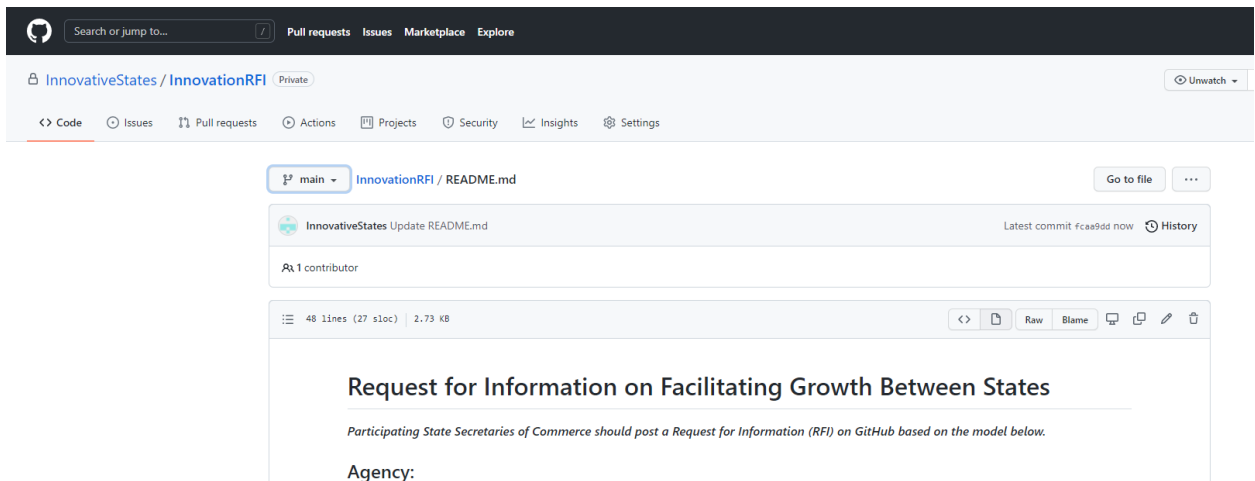 Search or jump to... /
Pull requests Issues Marketplace Explore
InnovativeStates / InnovationRFI Private
Unwatch
Code Issues Pull requests Actions Projects Security Insights Settings
main InnovationRFI / README.md Go to file ...
InnovativeStates Update README.md Latest commit fcaa9dd now History
1 contributor
48 lines (27 sloc) 2.73 KB <> Raw Blame
Request for Information on Facilitating Growth Between States
Participating State Secretaries of Commerce should post a Request for Information (RFI) on GitHub based on the model below.
Agency: